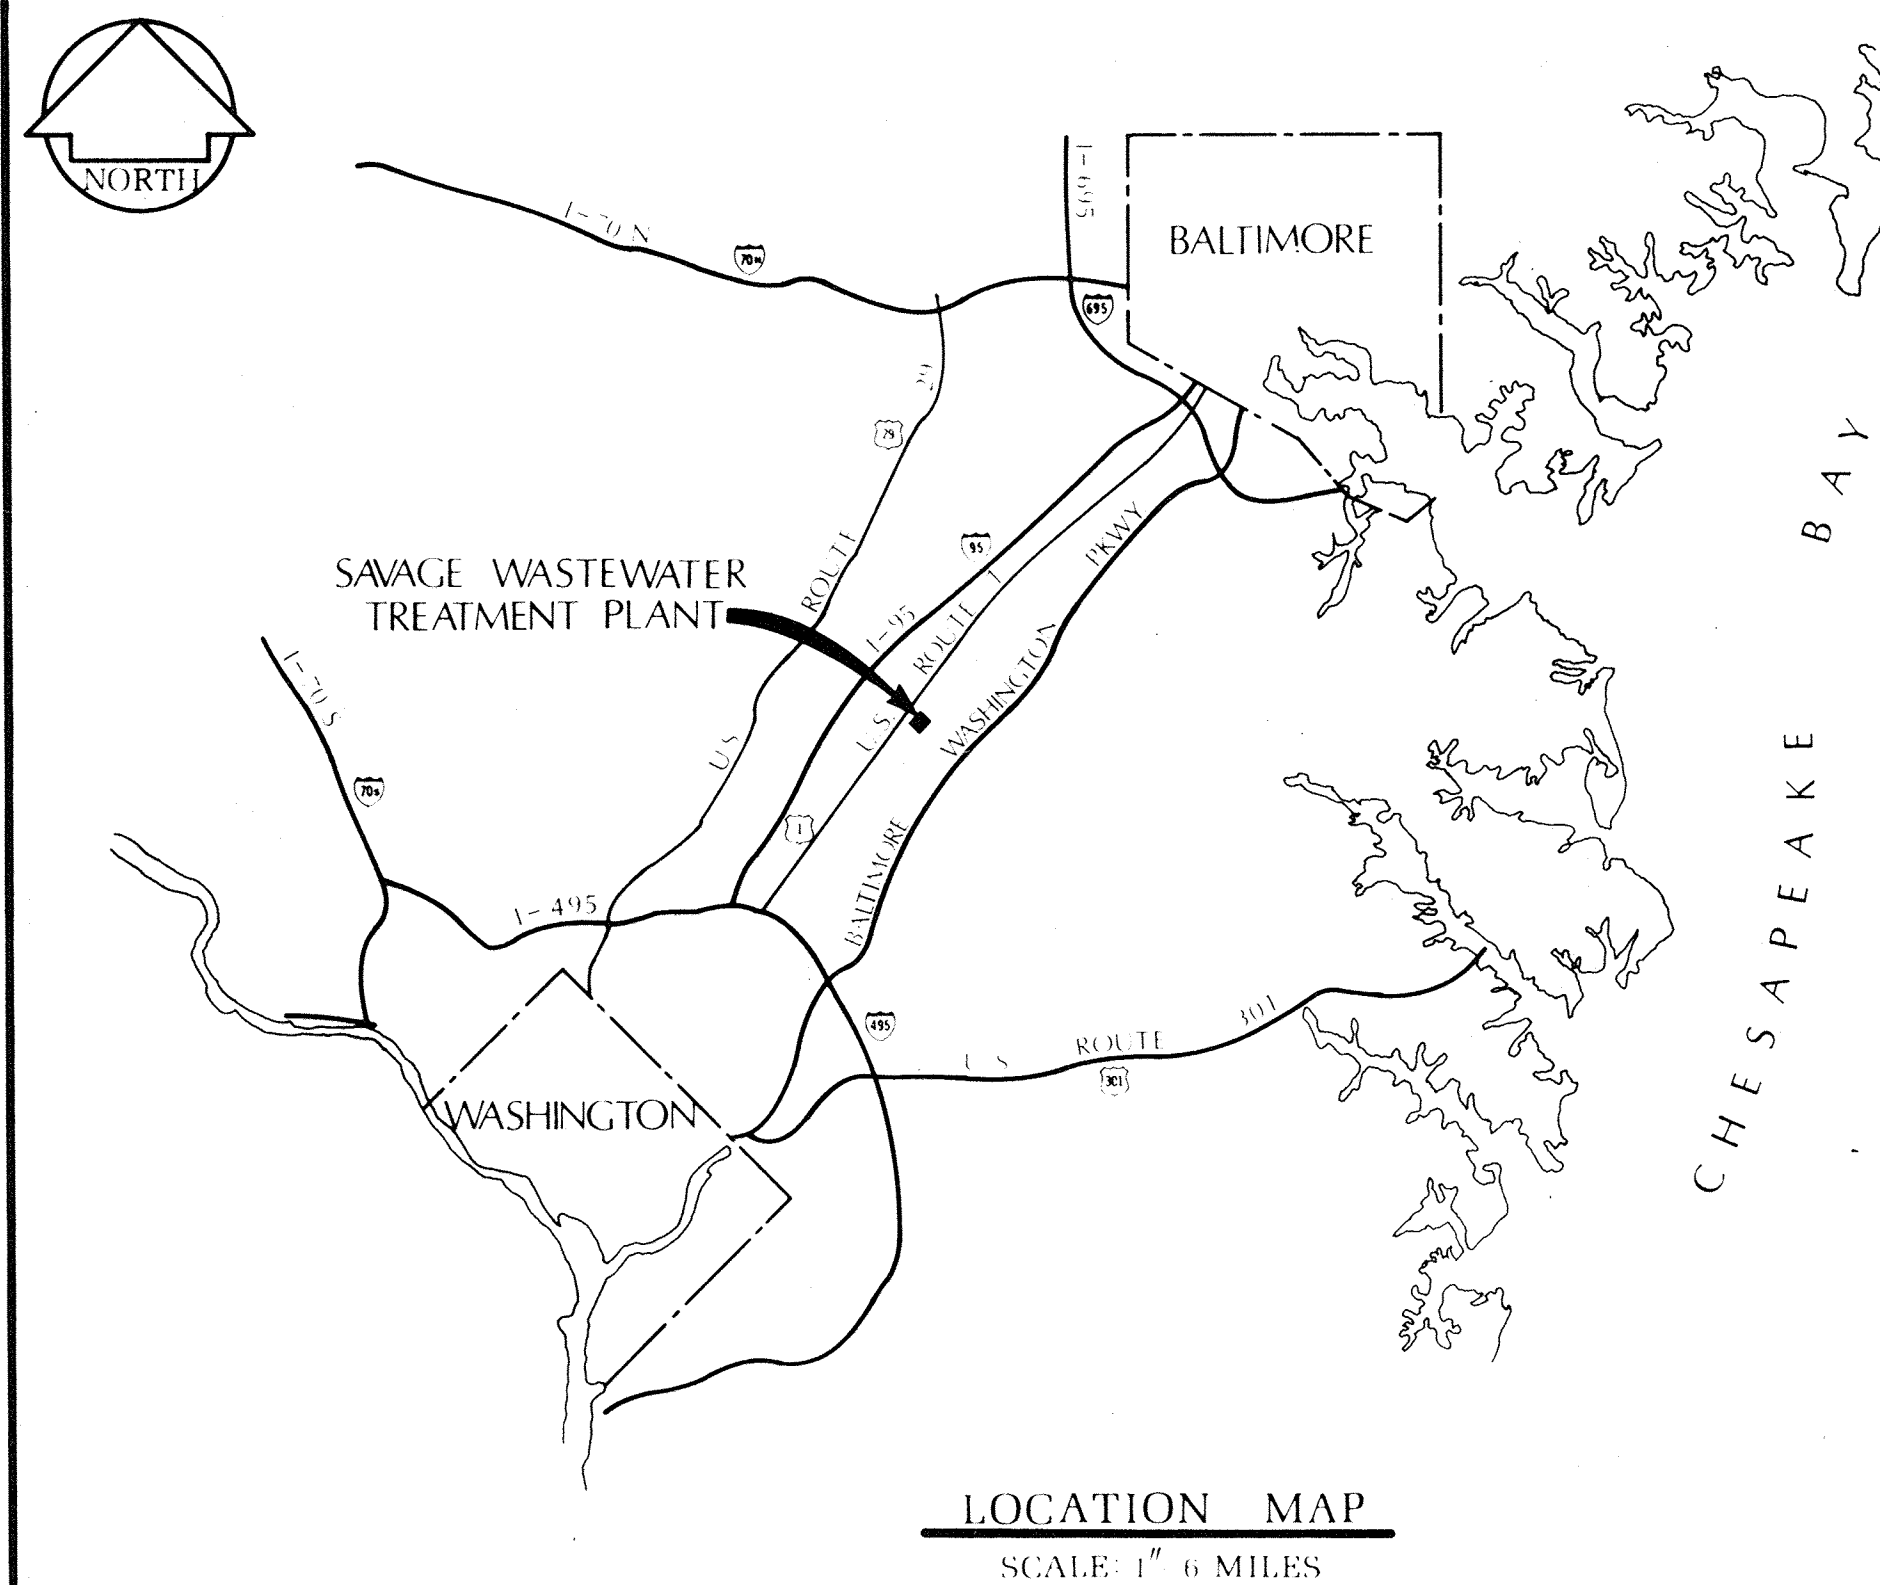 NORTH
I-70 N
70N
I-695
BALTIMORE
695
29
29
ROUTE
US
95
I-95
ROUTE 1
U.S.
1
PKWY
WASHINGTON
BALTIMORE
SAVAGE WASTEWATER
TREATMENT PLANT
I-70 S
70S
I-495
495
WASHINGTON
U S ROUTE 301
301
CHESAPEAKE BAY
LOCATION MAP
SCALE: 1" 6 MILES